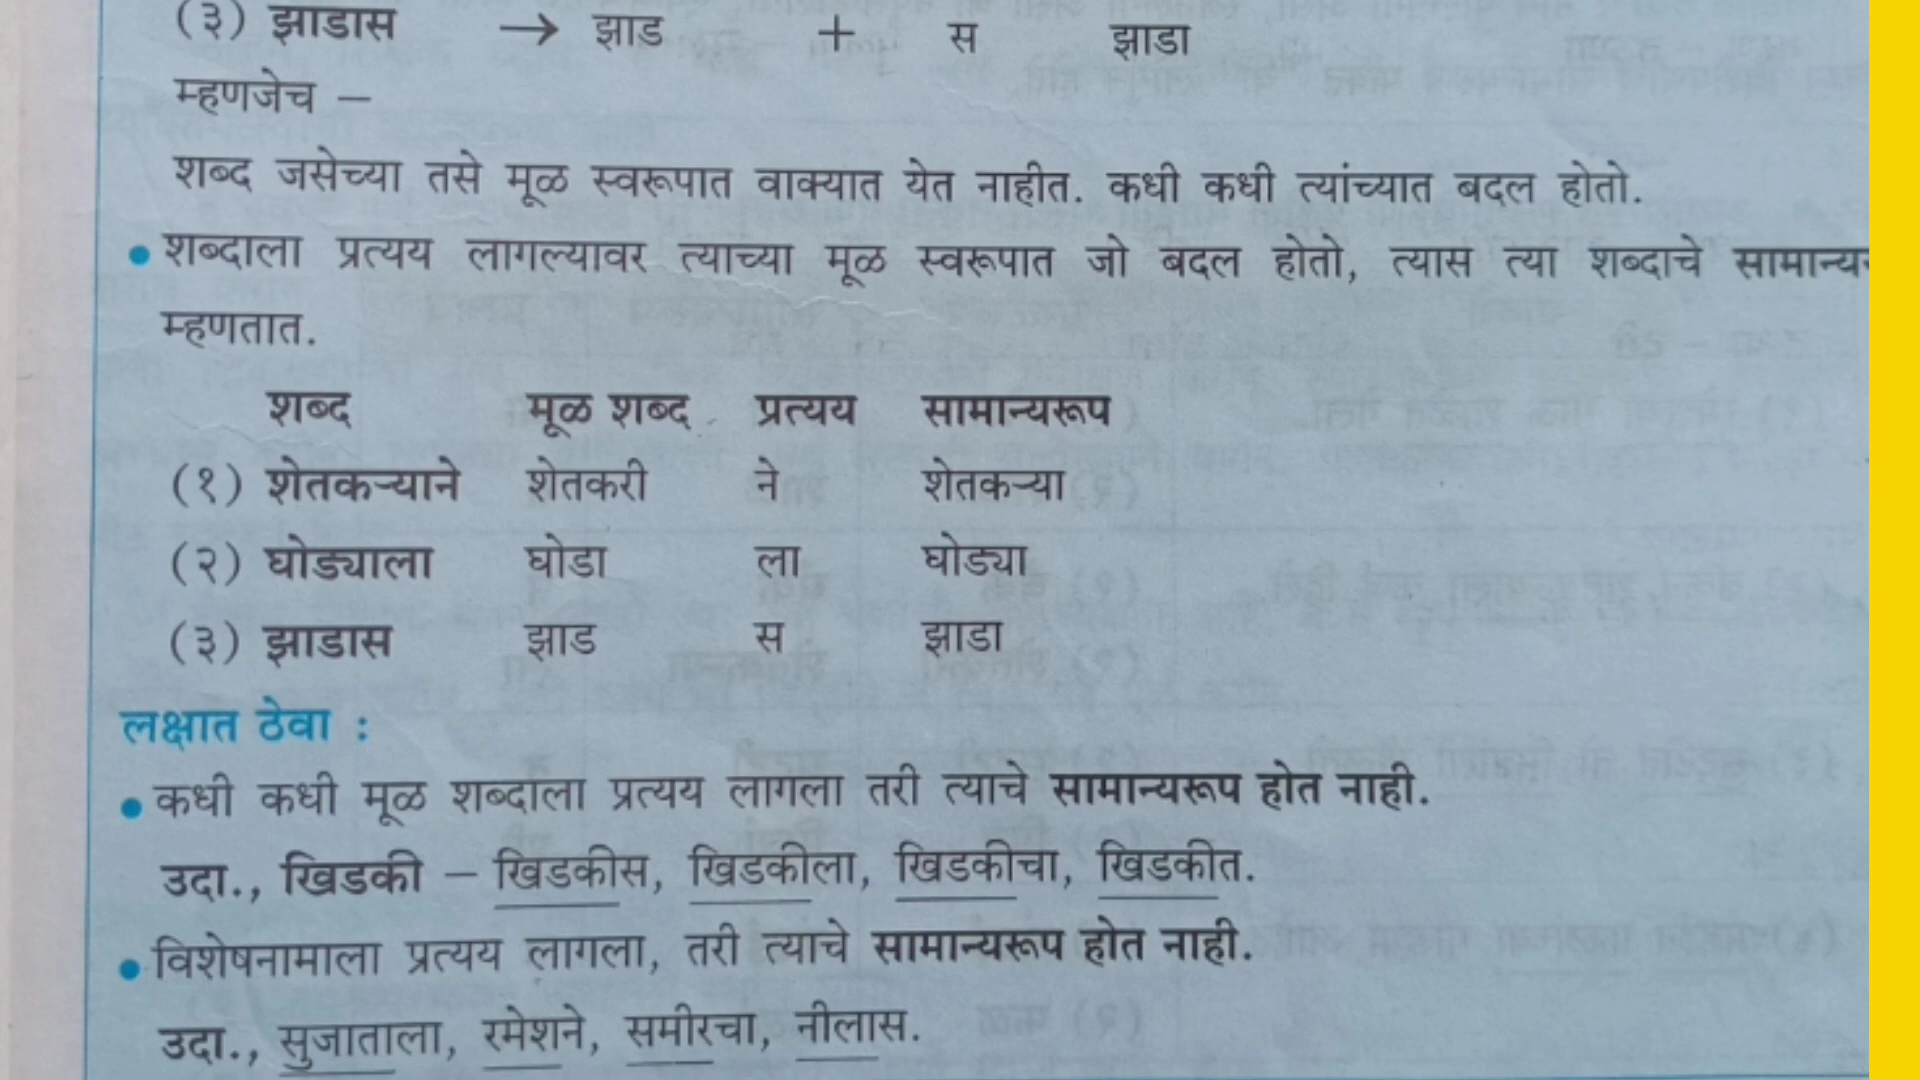 (३) झाडास → झाड + स झाडा
म्हणजेच –
शब्द जसेच्या तसे मूळ स्वरूपात वाक्यात येत नाहीत. कधी कधी त्यांच्यात बदल होतो.
• शब्दाला प्रत्यय लागल्यावर त्याच्या मूळ स्वरूपात जो बदल होतो, त्यास त्या शब्दाचे
म्हणतात.
शब्द मूळ शब्द प्रत्यय सामान्यरूप
(१) शेतकऱ्याने शेतकरी ने शेतकऱ्या
(२) घोड्याला घोडा ला घोड्या
(३) झाडास झाड स झाडा
लक्षात ठेवा :
• कधी कधी मूळ शब्दाला प्रत्यय लागला तरी त्याचे सामान्यरूप होत नाही.
उदा., खिडकी – खिडकीस, खिडकीला, खिडकीचा, खिडकीत.
• विशेषनामाला प्रत्यय लागला, तरी त्याचे सामान्यरूप होत नाही.
उदा., सुजाताला, रमेशने, समीरचा, नीलास.